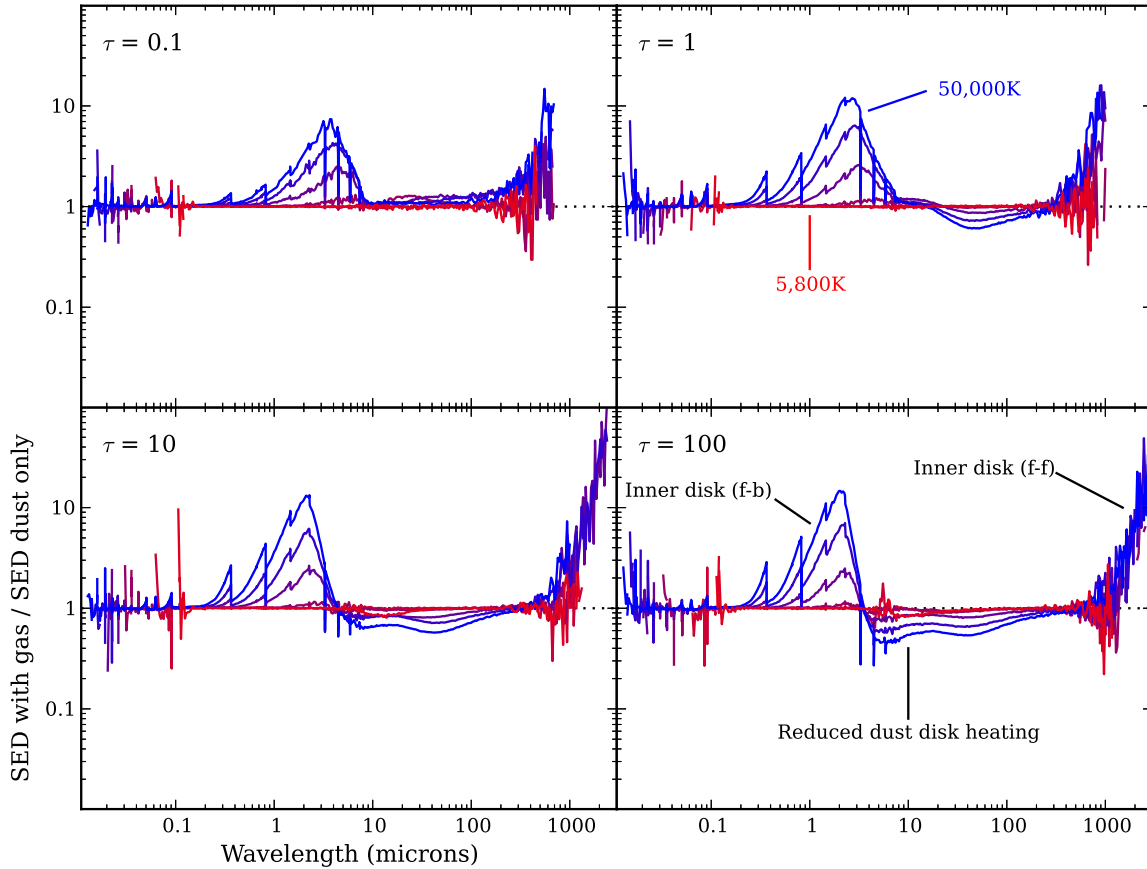 τ = 0.1
τ = 1
10
1
0.1
50,000K
5,800K
τ = 10
τ = 100
10
1
0.1
Inner disk (f-b)
Inner disk (f-f)
Reduced dust disk heating
SED with gas / SED dust only
0.1 1 10 100 1000
0.1 1 10 100 1000
Wavelength (microns)